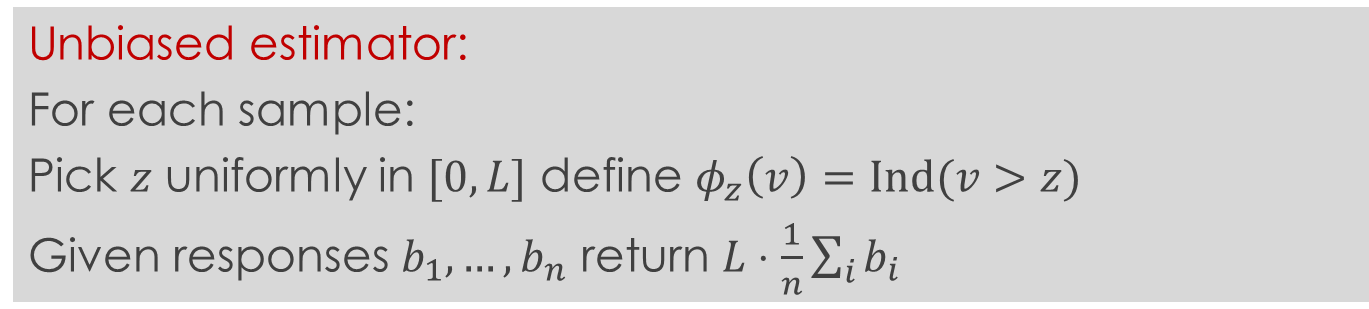 Unbiased estimator:
For each sample:
Pick z uniformly in [0, L] define ϕ_z(v) = Ind(v > z)
Given responses b_1, … , b_n return L · 1/n ∑_i b_i